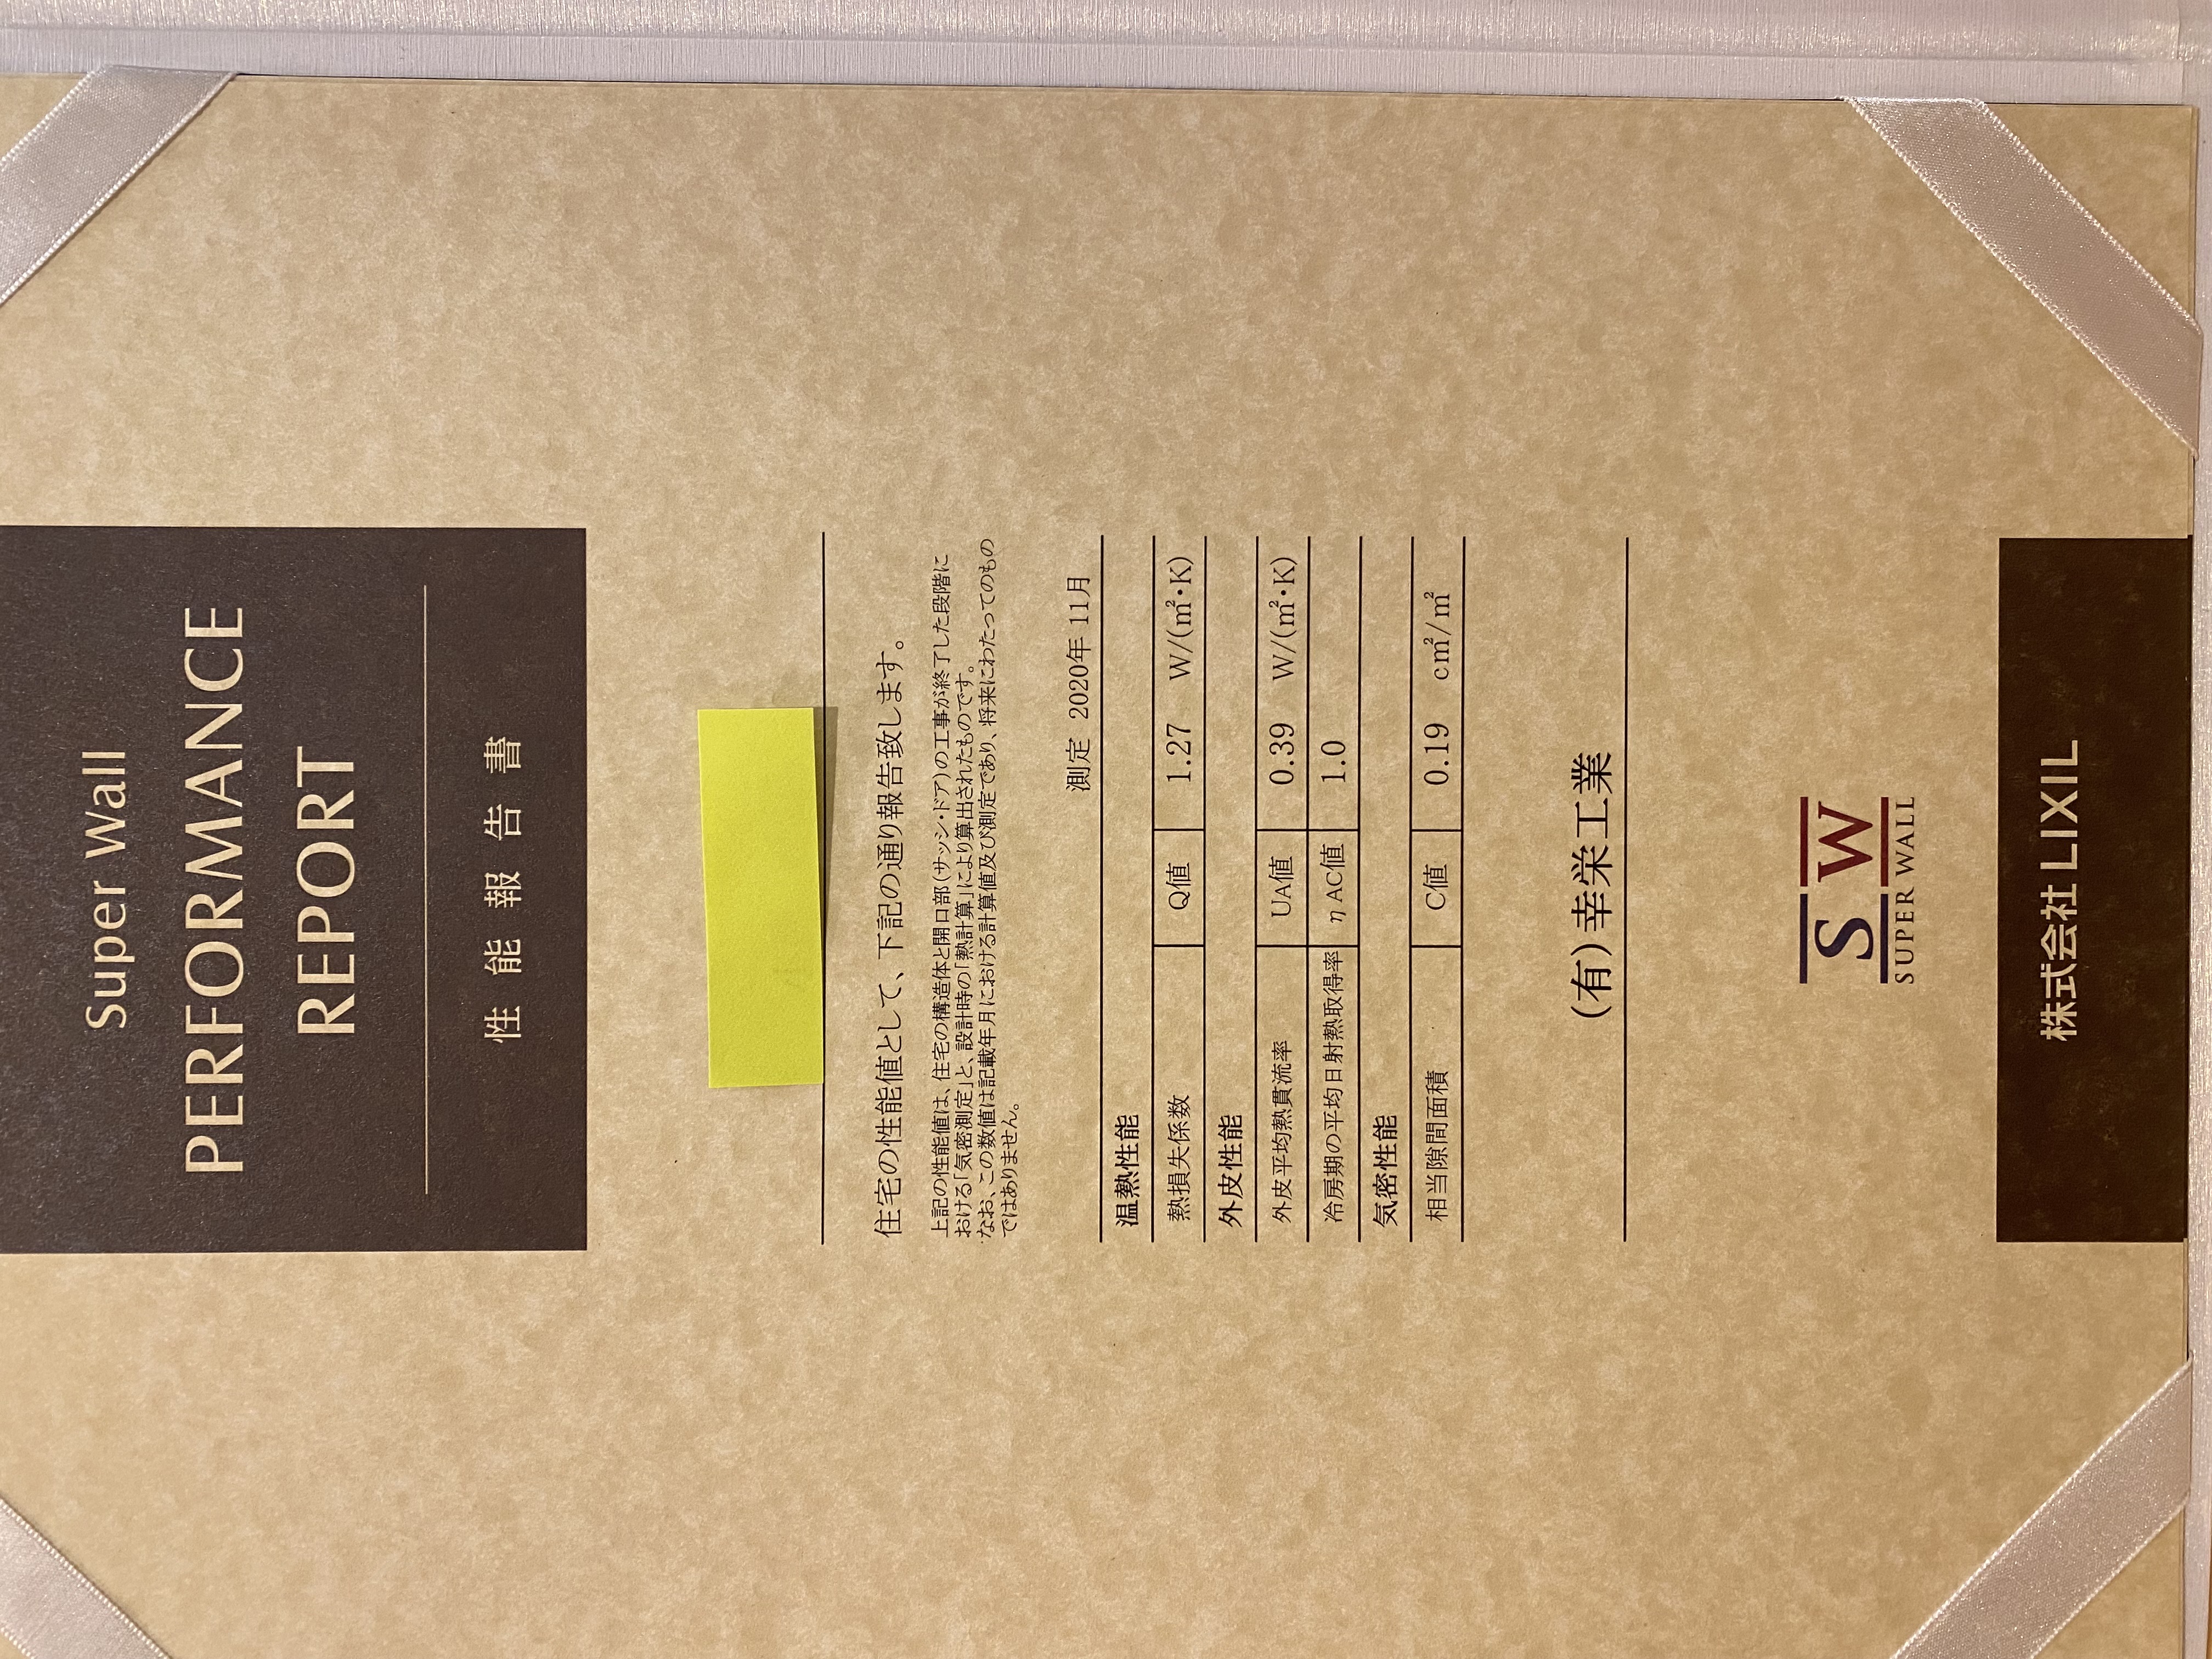 Super Wall
PERFORMANCE
REPORT
性能報告書
住宅の性能値として、下記の通り報告致します。
上記の性能値は、住宅の構造体と開口部(サッシ・ドア)の工事が終了した段階に
おける「気密測定」と、設計時の「熱計算」により算出されたものです。
なお、この数値は記載年月における計算値及び測定であり、将来にわたってのもの
ではありません。
測定 2020年 11月
温熱性能
熱損失係数 Q値 1.27 W/(㎡・K)
外皮性能
外皮平均熱貫流率 UA値 0.39 W/(㎡・K)
冷房期の平均日射熱取得率 ηAC値 1.0
気密性能
相当隙間面積 C値 0.19 c㎡/㎡
(有)幸栄工業
SW
SUPER WALL
株式会社 LIXIL